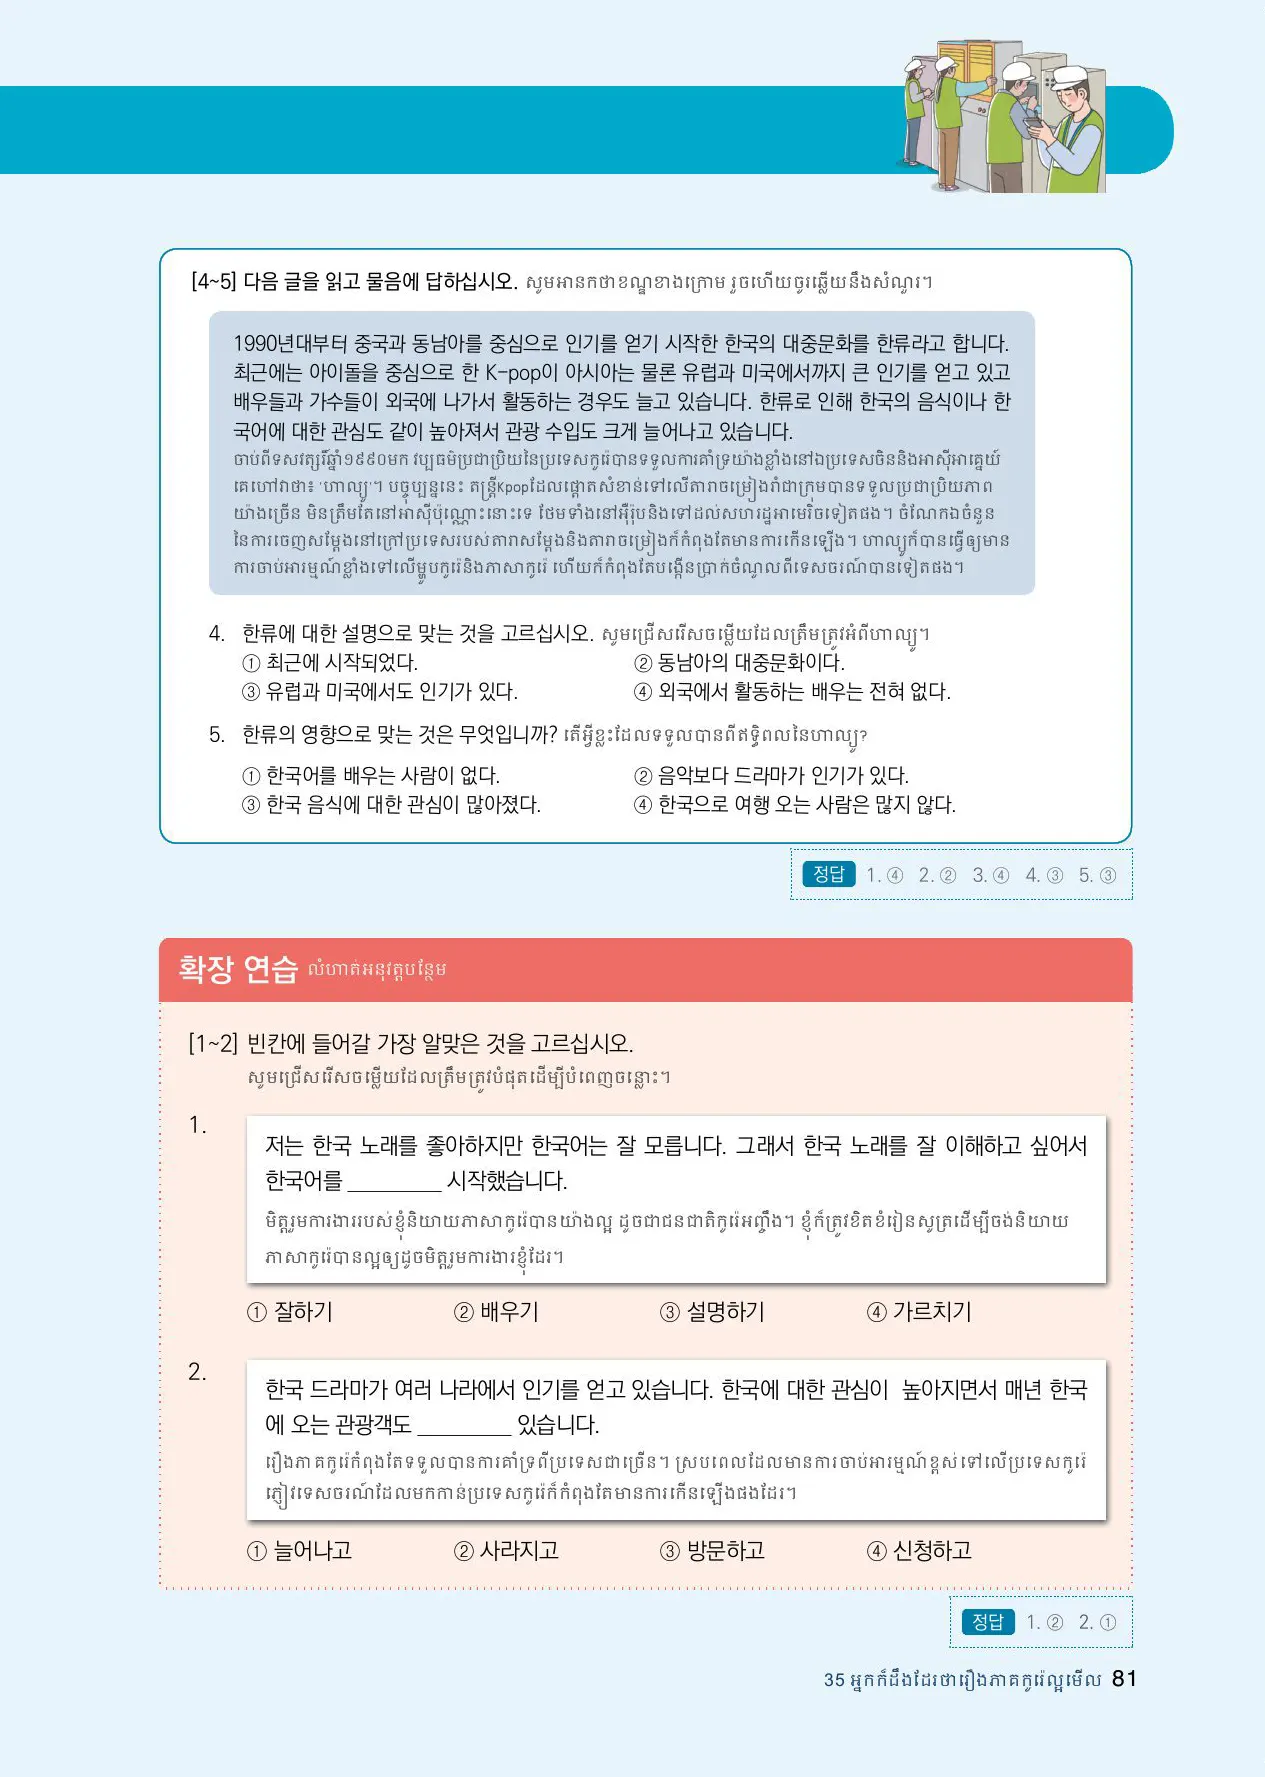 [4~5] 다음 글을 읽고 물음에 답하십시오. សូមអានកថាខណ្ឌខាងក្រោម រួចហើយចូរឆ្លើយនឹងសំណួរ។
1990년대부터 중국과 동남아를 중심으로 인기를 얻기 시작한 한국의 대중문화를 한류라고 합니다.
최근에는 아이돌을 중심으로 한 K-pop이 아시아는 물론 유럽과 미국에서까지 큰 인기를 얻고 있고
배우들과 가수들이 외국에 나가서 활동하는 경우도 늘고 있습니다. 한류로 인해 한국의 음식이나 한
국어에 대한 관심도 같이 높아져서 관광 수입도 크게 늘어나고 있습니다.
ចាប់ពីទសវត្សរ៍ឆ្នាំ១៩៩០មក វប្បធម៌ប្រជាប្រិយនៃប្រទេសកូរ៉េបានទទួលការគាំទ្រយ៉ាងខ្លាំងនៅឯប្រទេសចិននិងអាស៊ីអាគ្នេយ៍
គេហៅវាថា៖ 'ហាល្យូ'។ បច្ចុប្បន្ននេះ តន្ត្រីKpopដែលផ្តោតសំខាន់ទៅលើតារាចម្រៀងរាំជាក្រុមបានទទួលប្រជាប្រិយភាព
យ៉ាងច្រើន មិនត្រឹមតែនៅអាស៊ីប៉ុណ្ណោះនោះទេ ថែមទាំងនៅអ៊ឺរ៉ុបនិងទៅដល់សហរដ្ឋអាមេរិចទៀតផង។ ចំណែកឯចំនួន
នៃការចេញសម្តែងនៅក្រៅប្រទេសរបស់តារាសម្តែងនិងតារាចម្រៀងក៏កំពុងតែមានការកើនឡើង។ ហាល្យូក៏បានធ្វើឲ្យមាន
ការចាប់អារម្មណ៍ខ្លាំងទៅលើម្ហូបកូរ៉េនិងភាសាកូរ៉េ ហើយក៏កំពុងតែបង្កើនប្រាក់ចំណូលពីទេសចរណ៍បានទៀតផង។
4. 한류에 대한 설명으로 맞는 것을 고르십시오. សូមជ្រើសរើសចម្លើយដែលត្រឹមត្រូវអំពីហាល្យូ។
① 최근에 시작되었다. ② 동남아의 대중문화이다.
③ 유럽과 미국에서도 인기가 있다. ④ 외국에서 활동하는 배우는 전혀 없다.
5. 한류의 영향으로 맞는 것은 무엇입니까? តើអ្វីខ្លះដែលទទួលបានពីឥទ្ធិពលនៃហាល្យូ?
① 한국어를 배우는 사람이 없다. ② 음악보다 드라마가 인기가 있다.
③ 한국 음식에 대한 관심이 많아졌다. ④ 한국으로 여행 오는 사람은 많지 않다.
정답 1. ④ 2. ② 3. ④ 4. ③ 5. ③
확장 연습 លំហាត់អនុវត្តបន្ថែម
[1~2] 빈칸에 들어갈 가장 알맞은 것을 고르십시오.
សូមជ្រើសរើសចម្លើយដែលត្រឹមត្រូវបំផុតដើម្បីបំពេញចន្លោះ។
1.
저는 한국 노래를 좋아하지만 한국어는 잘 모릅니다. 그래서 한국 노래를 잘 이해하고 싶어서
한국어를 ________ 시작했습니다.
មិត្តរួមការងាររបស់ខ្ញុំនិយាយភាសាកូរ៉េបានយ៉ាងល្អ ដូចជាជនជាតិកូរ៉េអញ្ចឹង។ ខ្ញុំក៏ត្រូវខិតខំរៀនសូត្រដើម្បីចង់និយាយ
ភាសាកូរ៉េបានល្អឲ្យដូចមិត្តរួមការងារខ្ញុំដែរ។
① 잘하기 ② 배우기 ③ 설명하기 ④ 가르치기
2.
한국 드라마가 여러 나라에서 인기를 얻고 있습니다. 한국에 대한 관심이 높아지면서 매년 한국
에 오는 관광객도 ________ 있습니다.
រឿងភាគកូរ៉េកំពុងតែទទួលបានការគាំទ្រពីប្រទេសជាច្រើន។ ស្របពេលដែលមានការចាប់អារម្មណ៍ខ្ពស់ទៅលើប្រទេសកូរ៉េ
ភ្ញៀវទេសចរណ៍ដែលមកកាន់ប្រទេសកូរ៉េក៏កំពុងតែមានការកើនឡើងផងដែរ។
① 늘어나고 ② 사라지고 ③ 방문하고 ④ 신청하고
정답 1. ② 2. ①
35 អ្នកក៏ដឹងដែរថារឿងភាគកូរ៉េល្អមើល 81